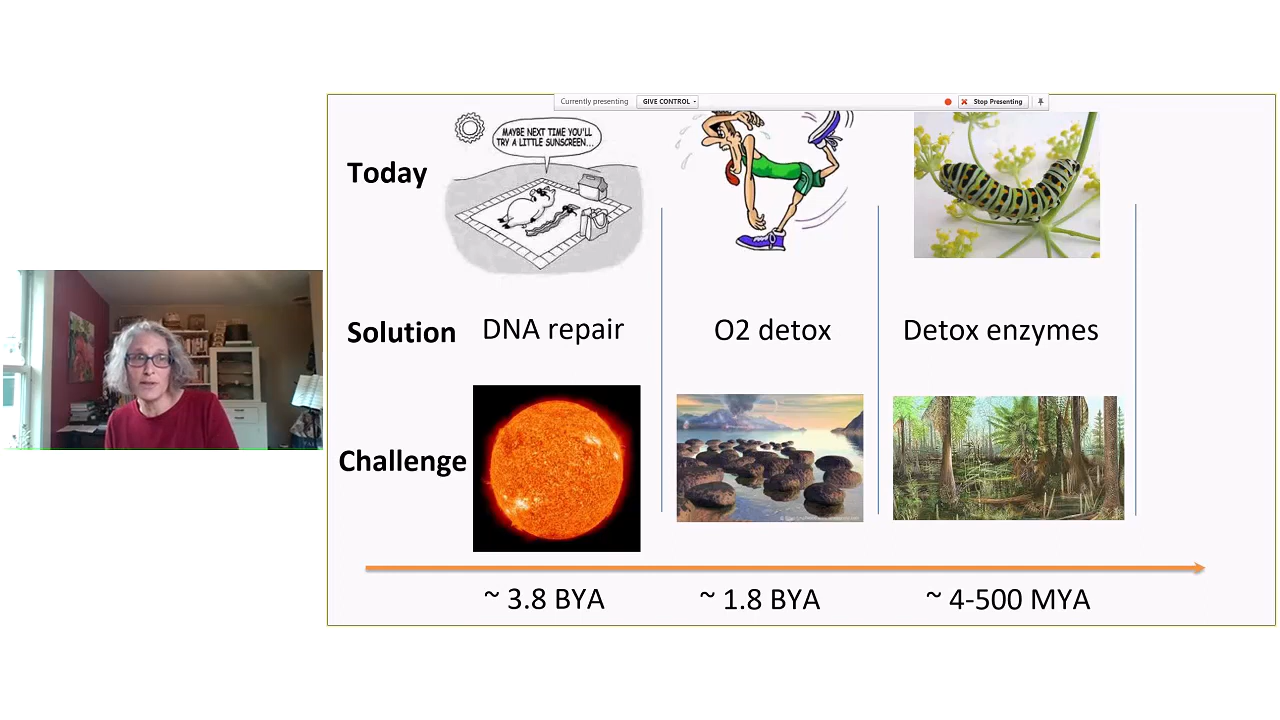 Currently presenting
GIVE CONTROL
Stop Presenting
MAYBE NEXT TIME YOU'LL
TRY A LITTLE SUNSCREEN...
Today
Solution
DNA repair
O2 detox
Detox enzymes
Challenge
~ 3.8 BYA
~ 1.8 BYA
~ 4-500 MYA